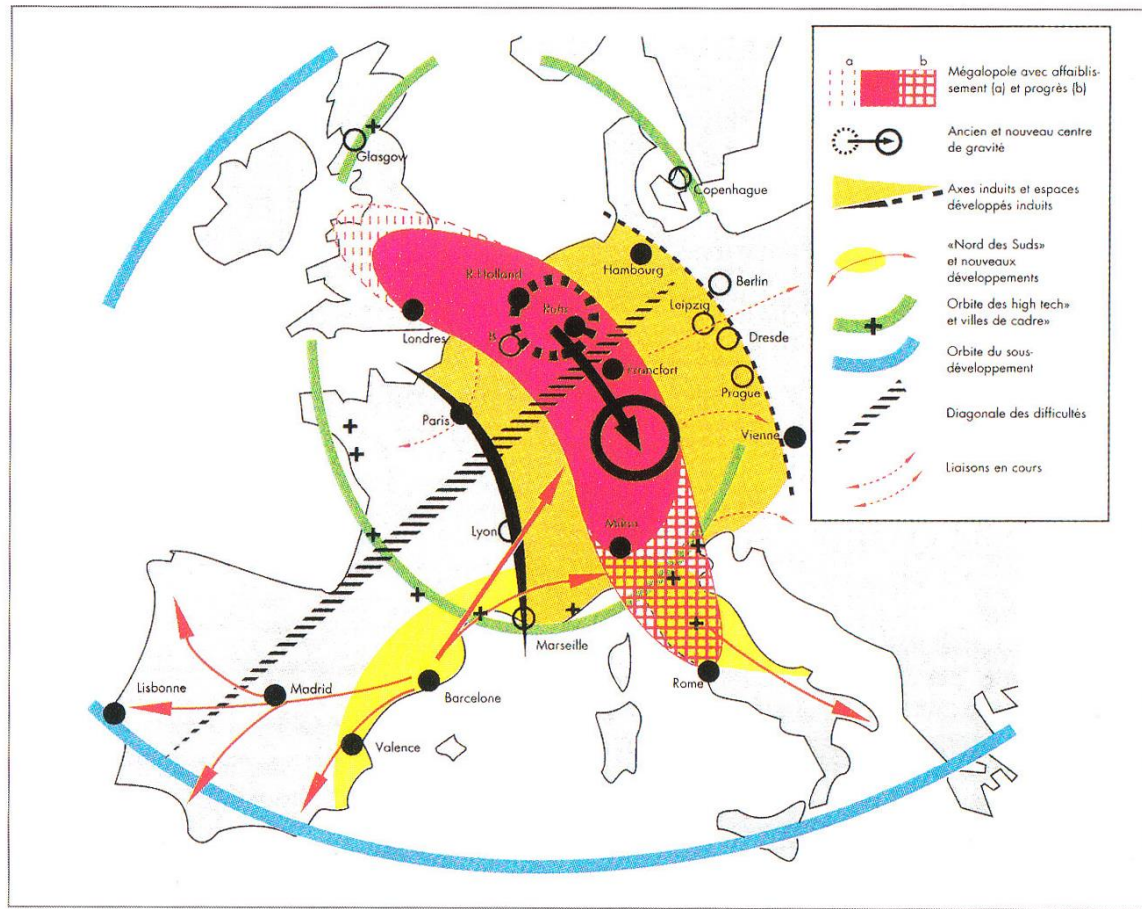 a
b
Mégalopole avec affaiblis-
sement (a) et progrès (b)
Ancien et nouveau centre
de gravité
Axes induits et espaces
développés induits
«Nord des Suds»
et nouveaux
développements
Orbite des high tech»
et villes de cadre»
Orbite du sous-
développement
Diagonale des difficultés
Liaisons en cours
Glasgow
Copenhague
Hambourg
R.Holland
Berlin
Leipzig
Londres
Dresde
Prague
Paris
Vienne
Lyon
Milan
Marseille
Rome
Lisbonne
Madrid
Barcelone
Valence